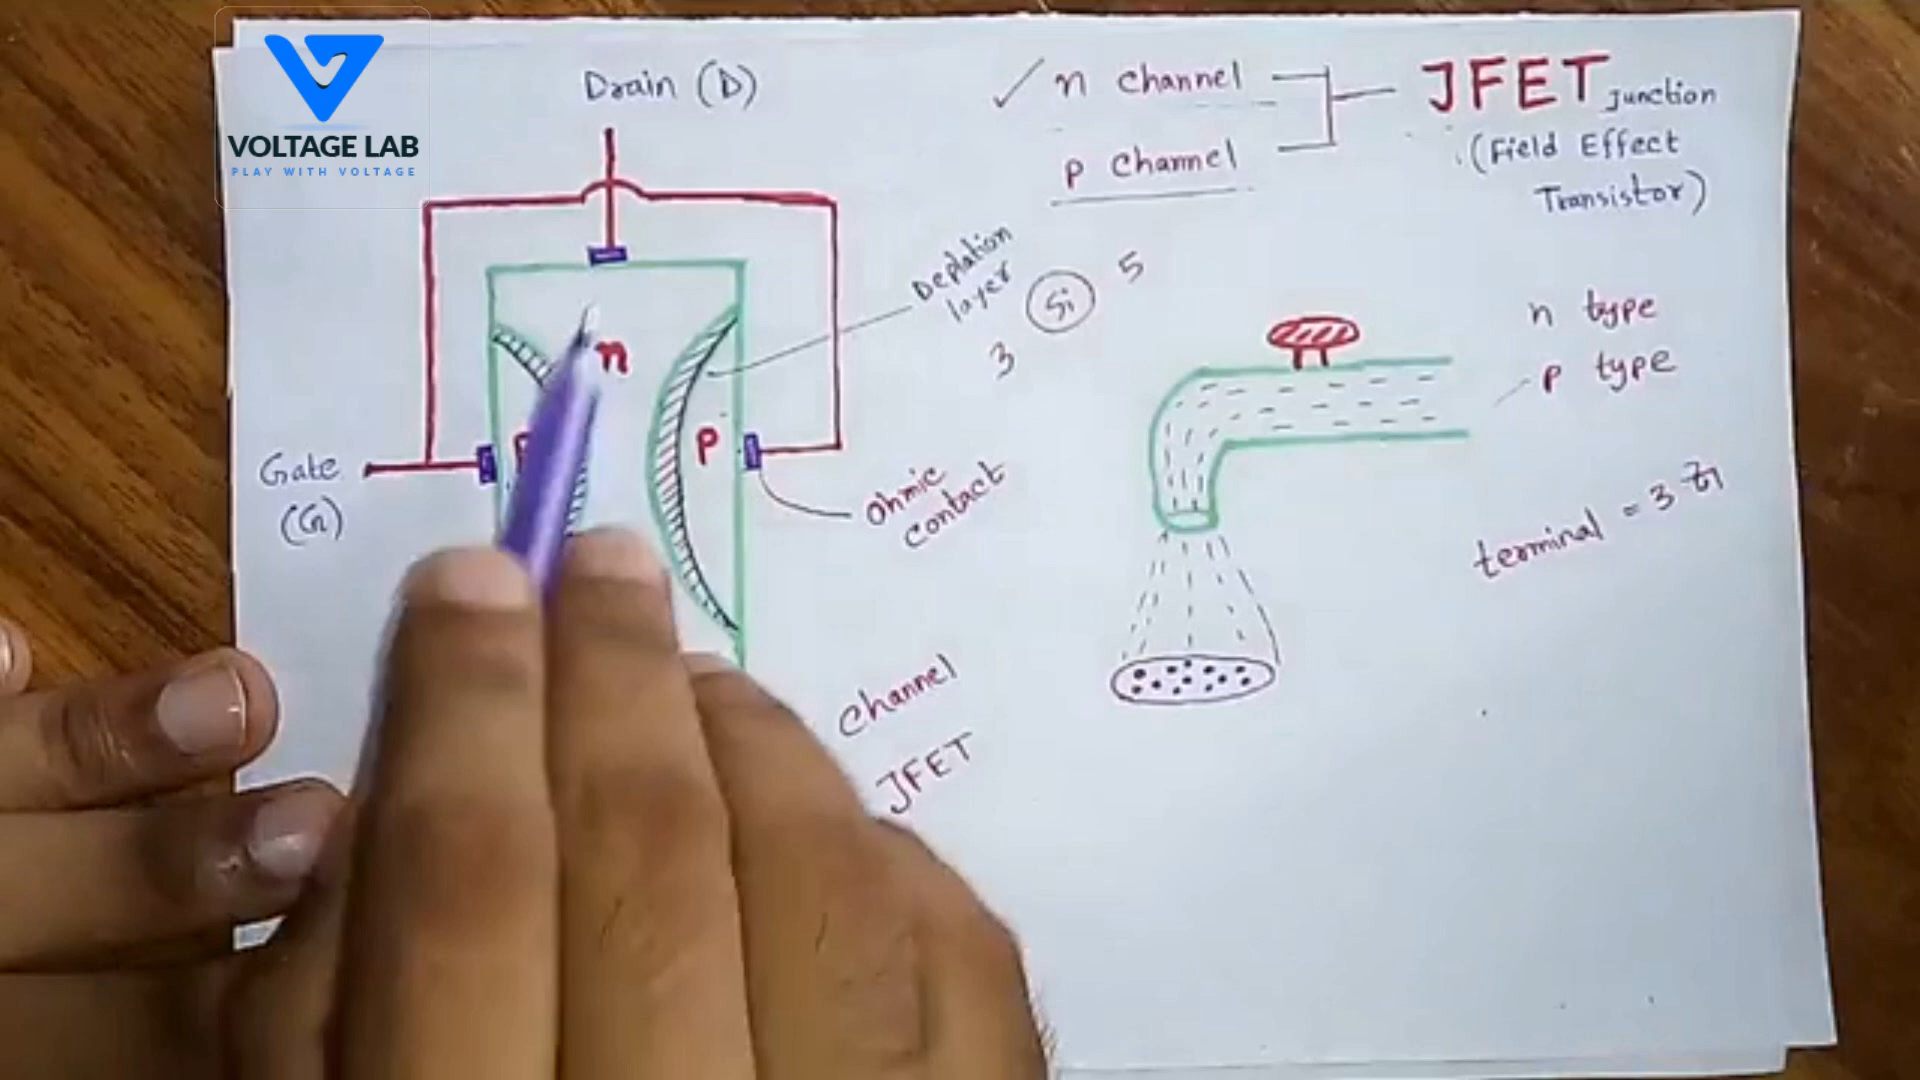 VOLTAGE LAB
PLAY WITH VOLTAGE
Drain (D)
n channel
p channel
JFET Junction
(Field Effect
Transistor)
Deplation
layer
3 Si 5
n
p
Gate
(G)
Ohmic
contact
n type
p type
terminal = 3 টা
channel
JFET